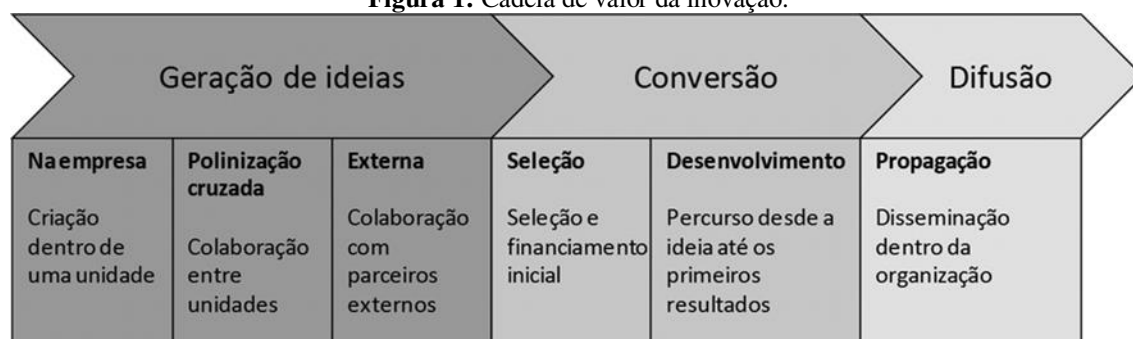 Figura 1: Cadeia de valor da inovação.
Geração de ideias
Conversão
Difusão
Na empresa
Criação
dentro de
uma unidade
Polinização
cruzada
Colaboração
entre
unidades
Externa
Colaboração
com
parceiros
externos
Seleção
Seleção e
financiamento
inicial
Desenvolvimento
Percurso desde a
ideia até os
primeiros
resultados
Propagação
Disseminação
dentro da
organização